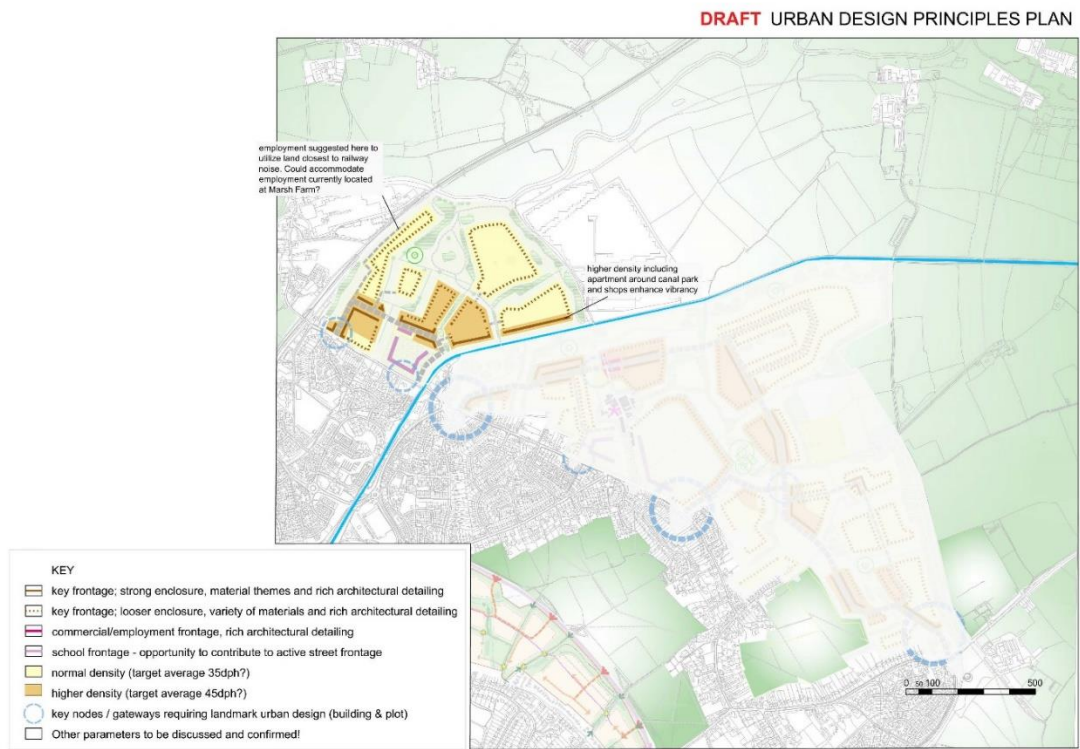 DRAFT URBAN DESIGN PRINCIPLES PLAN
employment suggested here to
utilize land closest to railway
noise. Could accommodate
employment currently located
at Marsh Farm?
higher density including
apartment around canal park
and shops enhance vibrancy
KEY
key frontage; strong enclosure, material themes and rich architectural detailing
key frontage; looser enclosure, variety of materials and rich architectural detailing
commercial/employment frontage, rich architectural detailing
school frontage - opportunity to contribute to active street frontage
normal density (target average 35dph?)
higher density (target average 45dph?)
key nodes / gateways requiring landmark urban design (building & plot)
Other parameters to be discussed and confirmed!
0 50 100 500